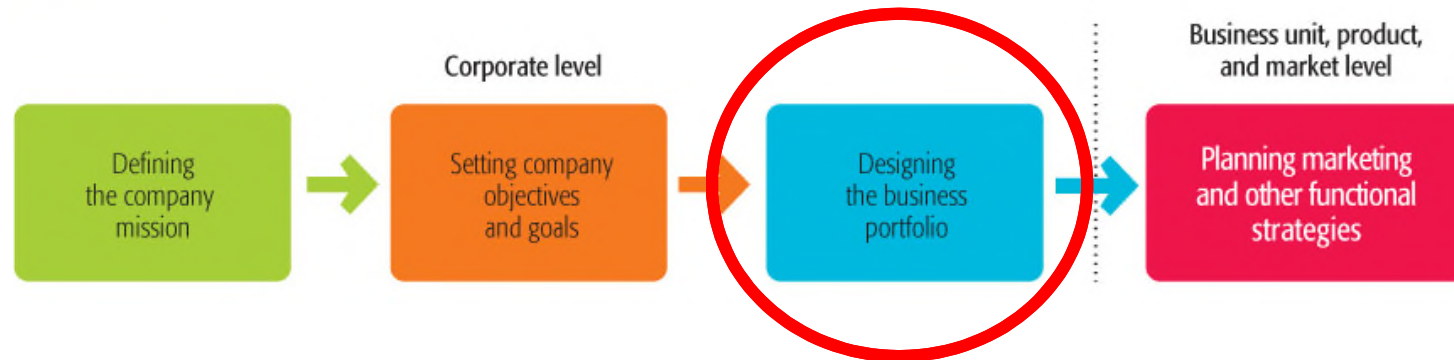 Corporate level
Business unit, product,
and market level
Defining
the company
mission
Setting company
objectives
and goals
Designing
the business
portfolio
Planning marketing
and other functional
strategies